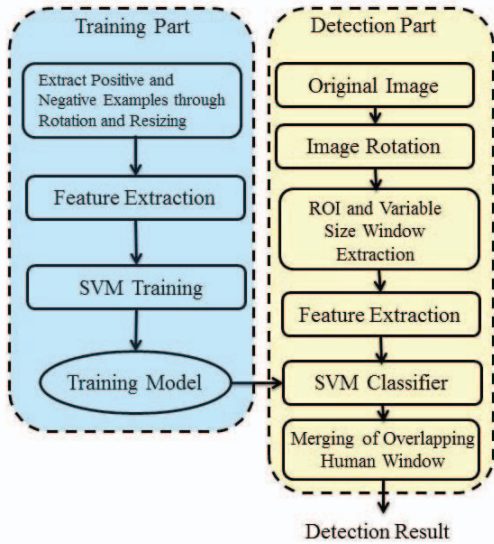 Training Part
Extract Positive and
Negative Examples through
Rotation and Resizing
Feature Extraction
SVM Training
Training Model
Detection Part
Original Image
Image Rotation
ROI and Variable
Size Window
Extraction
Feature Extraction
SVM Classifier
Merging of Overlapping
Human Window
Detection Result